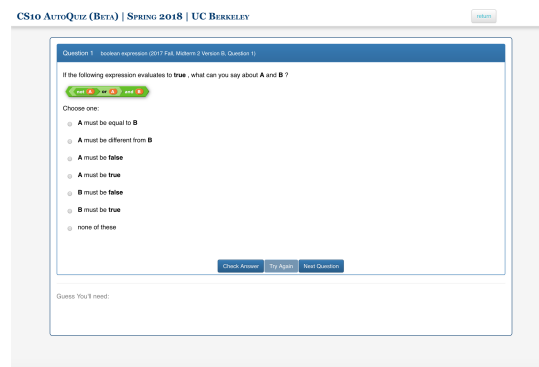 CS10 AutoQuiz (Beta) | Spring 2018 | UC Berkeley
return
Question 1 boolean expression (2017 Fall, Midterm 2 Version B, Question 1)
If the following expression evaluates to true , what can you say about A and B ?
not A or A and B
Choose one:
A must be equal to B
A must be different from B
A must be false
A must be true
B must be false
B must be true
none of these
Check Answer Try Again Next Question
Guess You'll need: